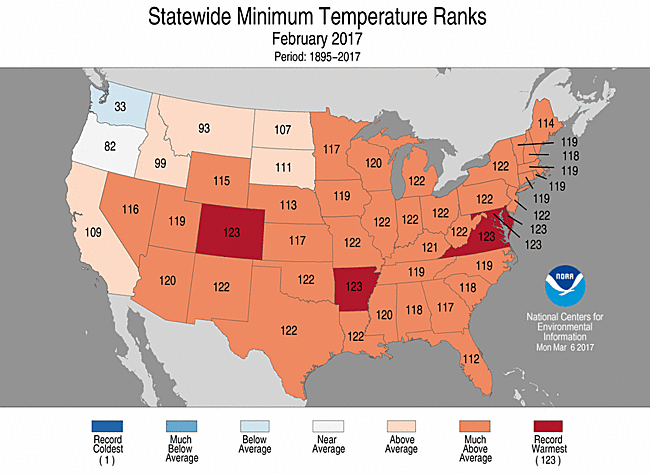 Statewide Minimum Temperature Ranks
February 2017
Period: 1895–2017
33
93
107
117
114
82
99
111
120
122
122
119
118
119
119
119
122
123
123
115
116
119
113
119
122
122
122
122
122
109
123
117
122
121
123
120
122
122
123
119
119
118
122
122
120
118
117
112
NOAA
National Centers for
Environmental
Information
Mon Mar 6 2017
Record
Coldest
(1)
Much
Below
Average
Below
Average
Near
Average
Above
Average
Much
Above
Average
Record
Warmest
(123)